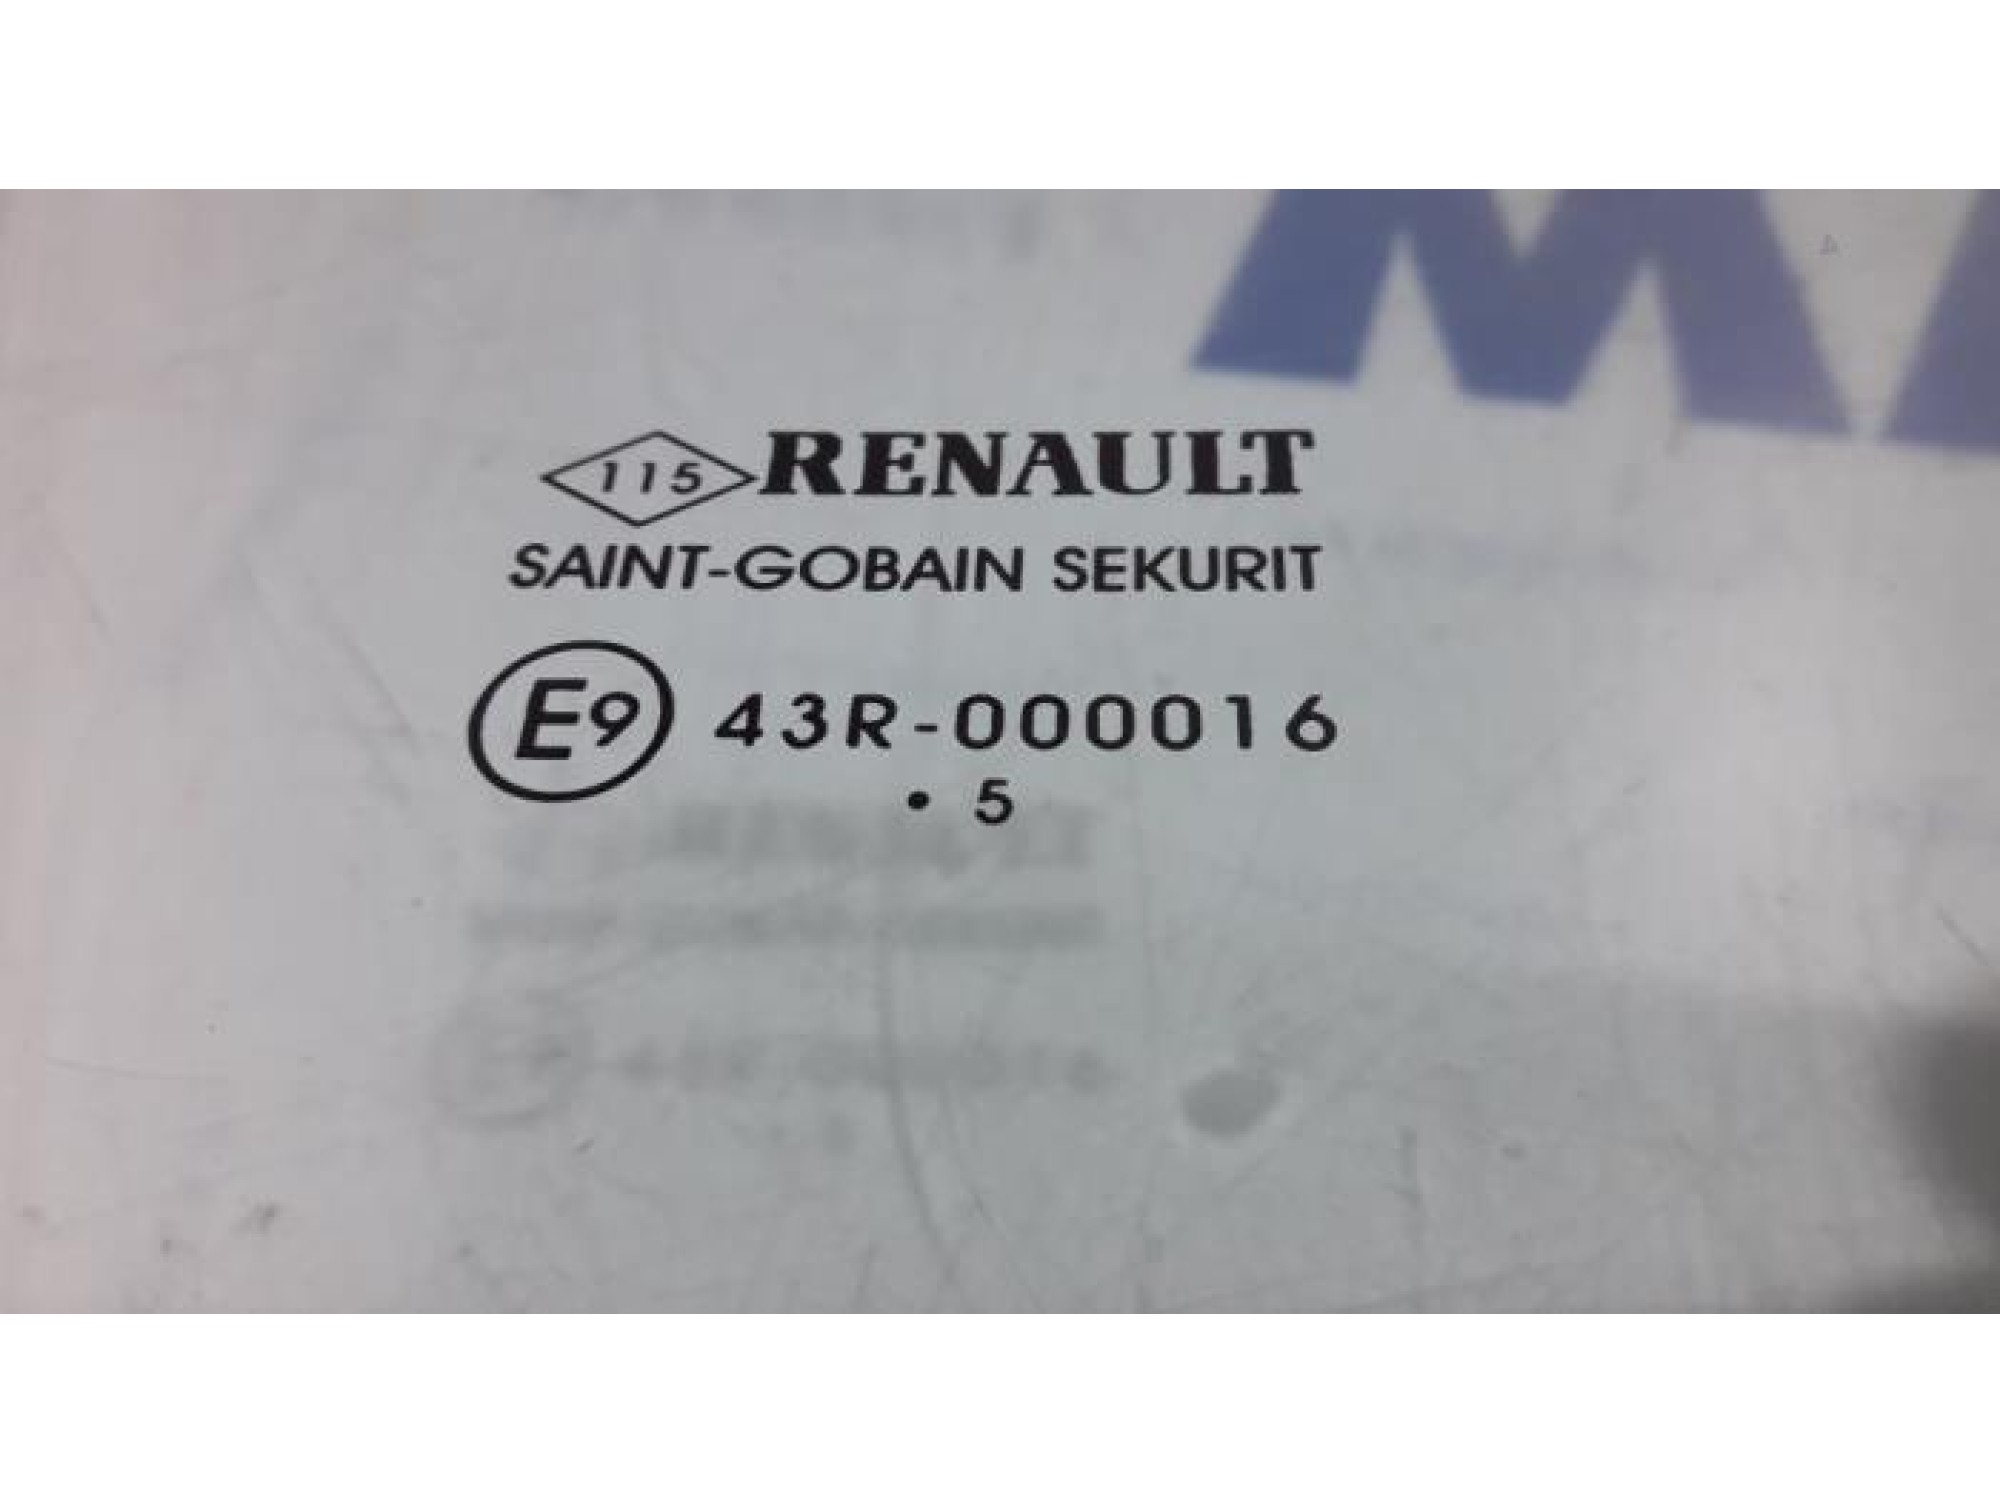 115 RENAULT
SAINT-GOBAIN SEKURIT
E9 43R-000016
• 5